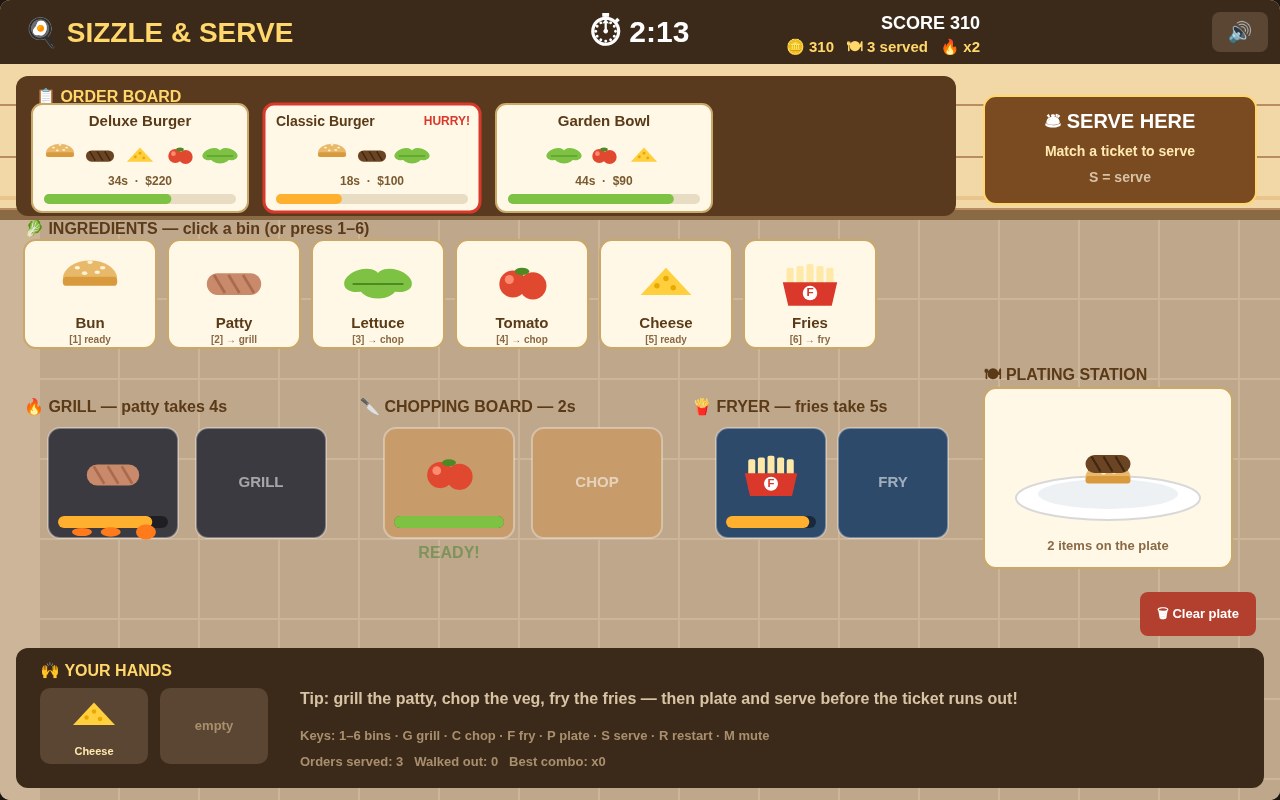 SIZZLE & SERVE
2:13
SCORE 310
310 3 served x2
ORDER BOARD
Deluxe Burger
34s · $220
Classic Burger HURRY!
18s · $100
Garden Bowl
44s · $90
SERVE HERE
Match a ticket to serve
S = serve
INGREDIENTS — click a bin (or press 1–6)
Bun
[1] ready
Patty
[2] → grill
Lettuce
[3] → chop
Tomato
[4] → chop
Cheese
[5] ready
F
Fries
[6] → fry
GRILL — patty takes 4s
GRILL
CHOPPING BOARD — 2s
CHOP
READY!
FRYER — fries take 5s
F
FRY
PLATING STATION
2 items on the plate
Clear plate
YOUR HANDS
Cheese
empty
Tip: grill the patty, chop the veg, fry the fries — then plate and serve before the ticket runs out!
Keys: 1–6 bins · G grill · C chop · F fry · P plate · S serve · R restart · M mute
Orders served: 3 Walked out: 0 Best combo: x0